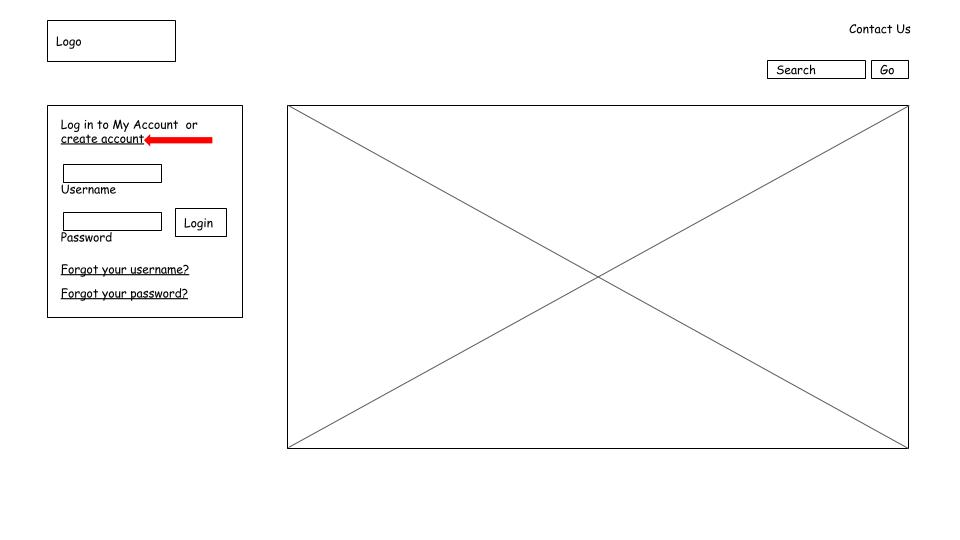 Logo
Contact Us
Search
Go
Log in to My Account or
create account
Username
Login
Password
Forgot your username?
Forgot your password?